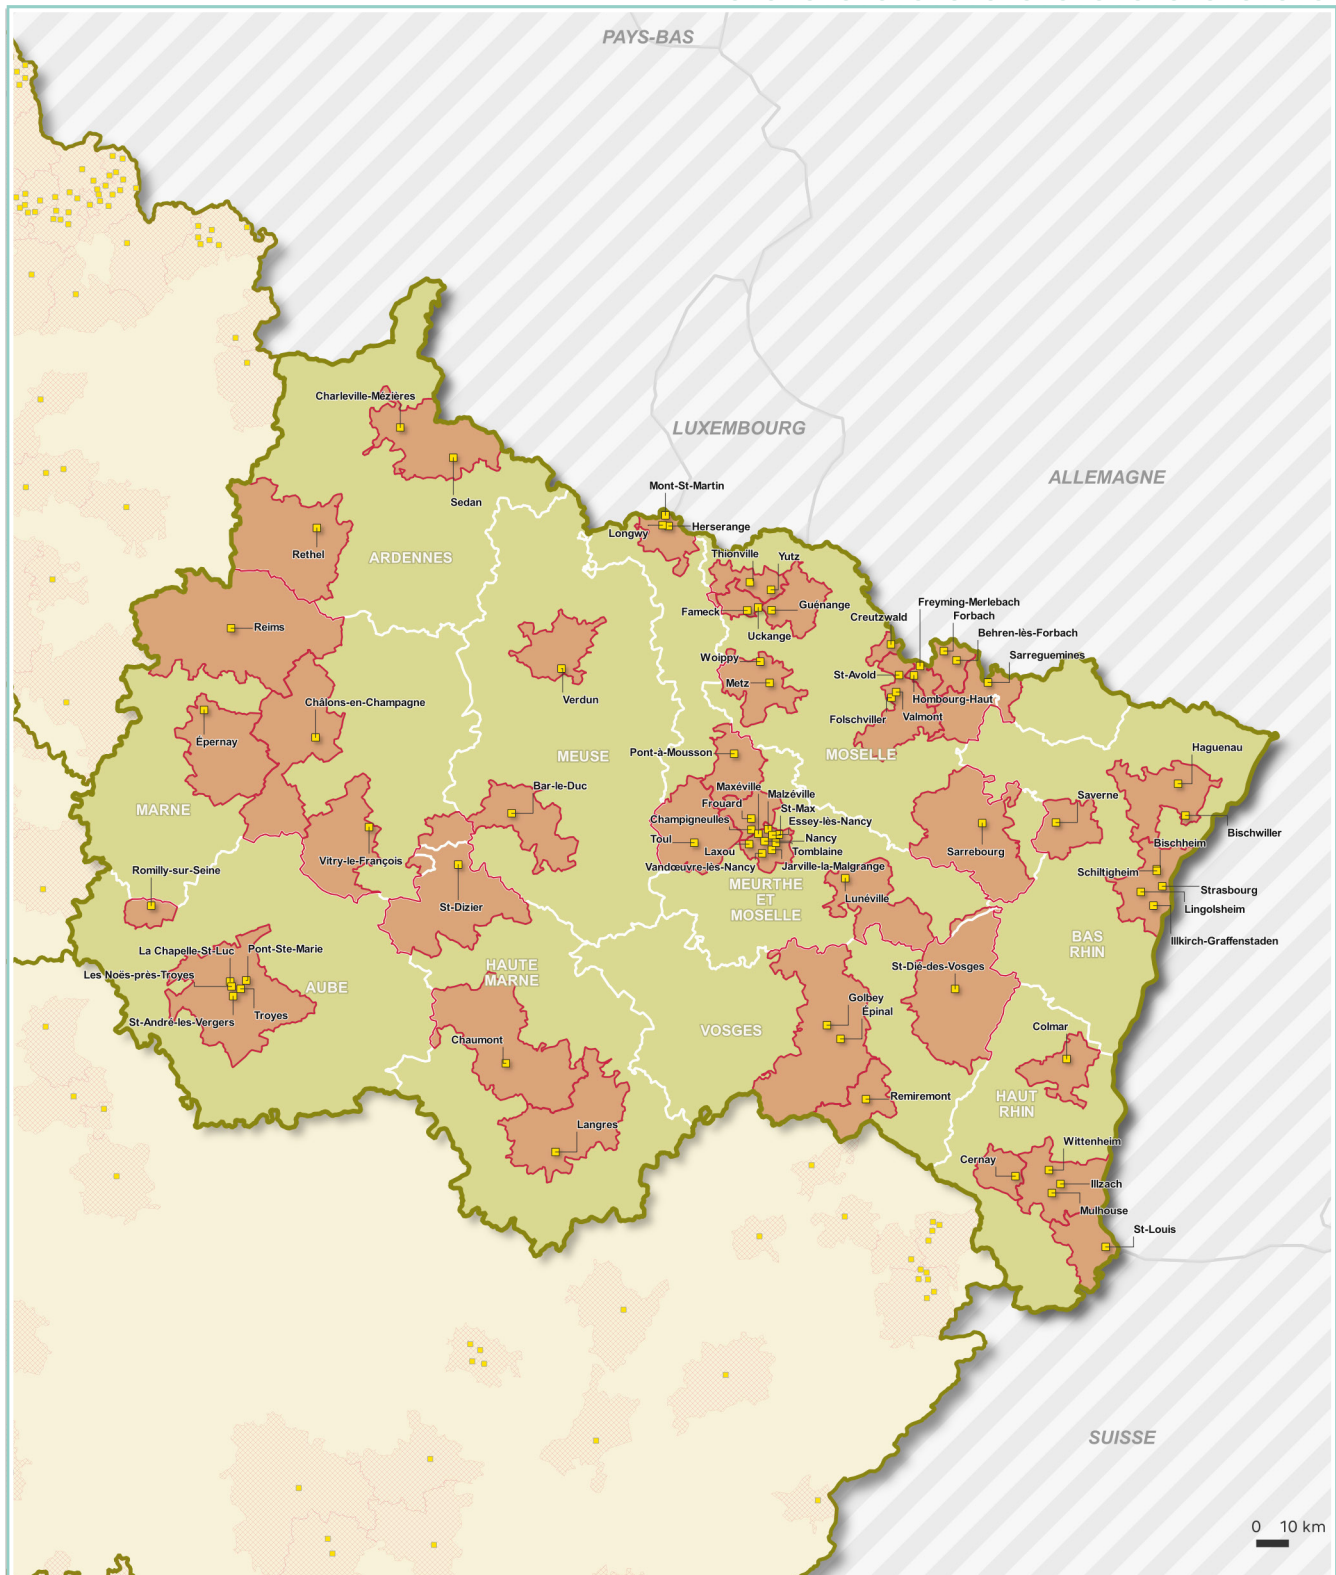 PAYS-BAS
LUXEMBOURG
ALLEMAGNE
Charleville-Mézières
Sedan
Mont-St-Martin
Longwy
Herserange
Rethel
ARDENNES
Thionville
Yutz
Fameck
Guénange
Uckange
Creutzwald
Freyming-Merlebach
Forbach
Behren-lès-Forbach
Sarreguemines
Reims
Woippy
Metz
St-Avold
Hombourg-Haut
Folschviller
Valmont
Verdun
Châlons-en-Champagne
Épernay
MEUSE
Pont-à-Mousson
MOSELLE
Haguenau
MARNE
Bar-le-Duc
Maxéville
Malzéville
Frouard
St-Max
Champigneulles
Essey-lès-Nancy
Toul
Nancy
Laxou
Tomblaine
Vandœuvre-lès-Nancy
Jarville-la-Malgrange
Saverne
Bischwiller
Vitry-le-François
Sarrebourg
Bischheim
Schiltigheim
Strasbourg
Lingolsheim
Illkirch-Graffenstaden
Romilly-sur-Seine
St-Dizier
MEURTHE
ET
MOSELLE
Lunéville
BAS
RHIN
La Chapelle-St-Luc
Pont-Ste-Marie
Les Noës-près-Troyes
AUBE
St-André-les-Vergers
Troyes
HAUTE
MARNE
St-Dié-des-Vosges
Golbey
Épinal
VOSGES
Colmar
Chaumont
Remiremont
HAUT
RHIN
Langres
Wittenheim
Cernay
Illzach
Mulhouse
St-Louis
SUISSE
0 10 km